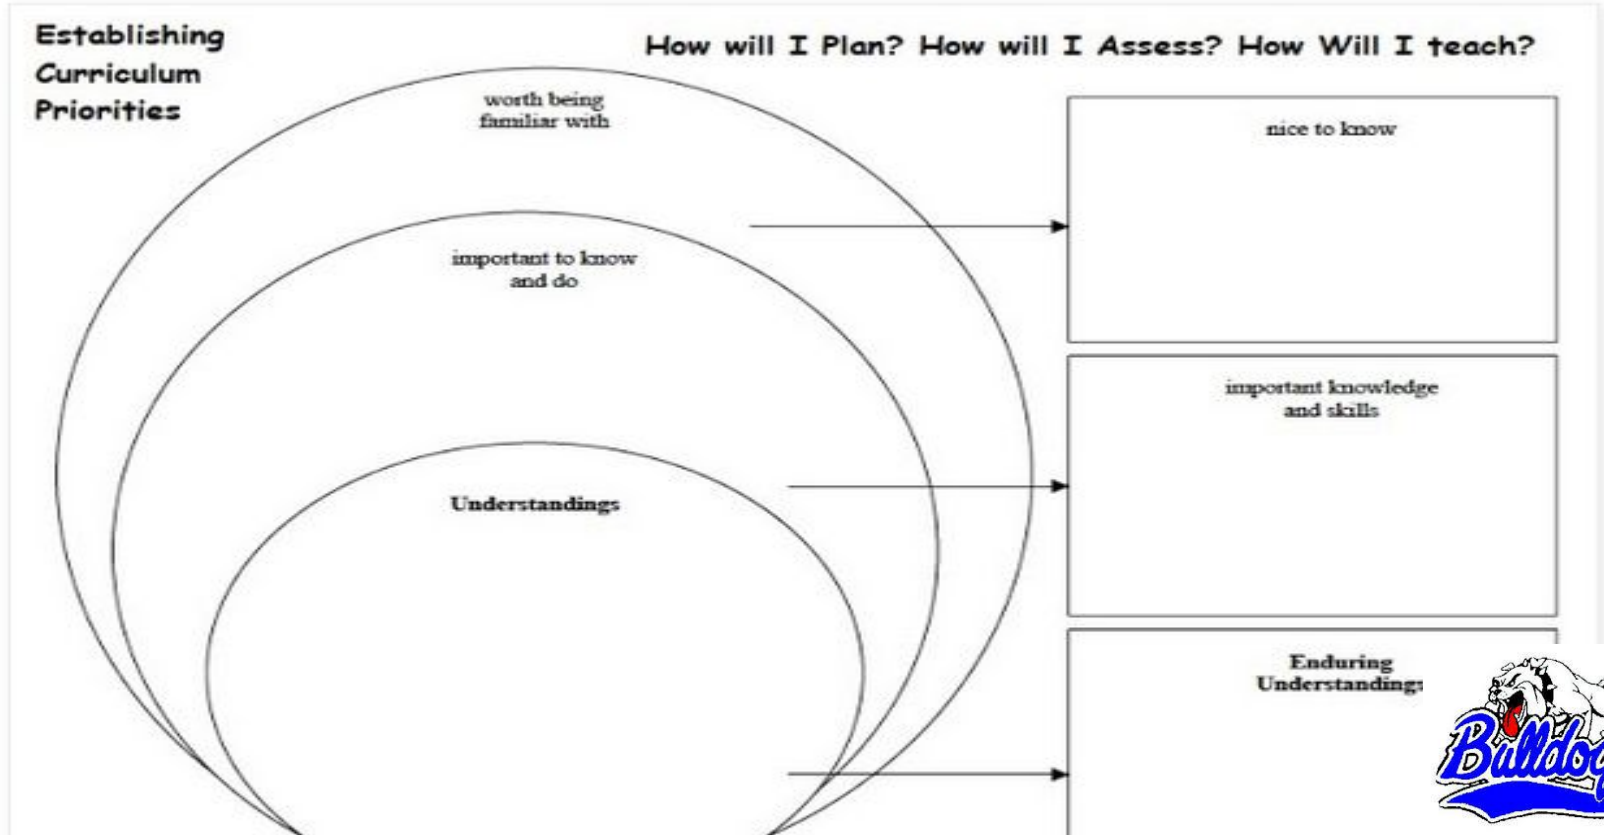 Establishing
Curriculum
Priorities
How will I Plan? How will I Assess? How Will I teach?
worth being
familiar with
nice to know
important to know
and do
important knowledge
and skills
Understandings
Enduring
Understandings
Bulldog